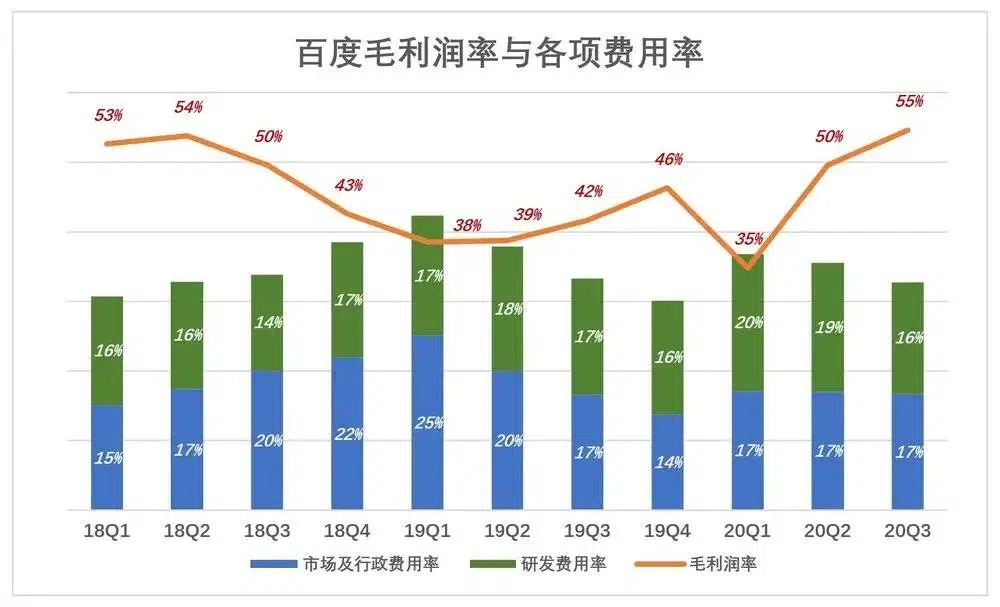 百度毛利润率与各项费用率
53% 54% 50% 43% 38% 39% 42% 46% 35% 50% 55%
16% 16% 14% 17% 17% 18% 17% 16% 20% 19% 16%
15% 17% 20% 22% 25% 20% 17% 14% 17% 17% 17%
18Q1 18Q2 18Q3 18Q4 19Q1 19Q2 19Q3 19Q4 20Q1 20Q2 20Q3
市场及行政费用率 研发费用率 毛利润率